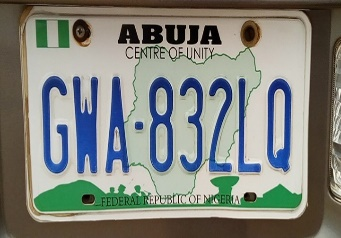 ABUJA
CENTRE OF UNITY
GWA-832LQ
FEDERAL REPUBLIC OF NIGERIA